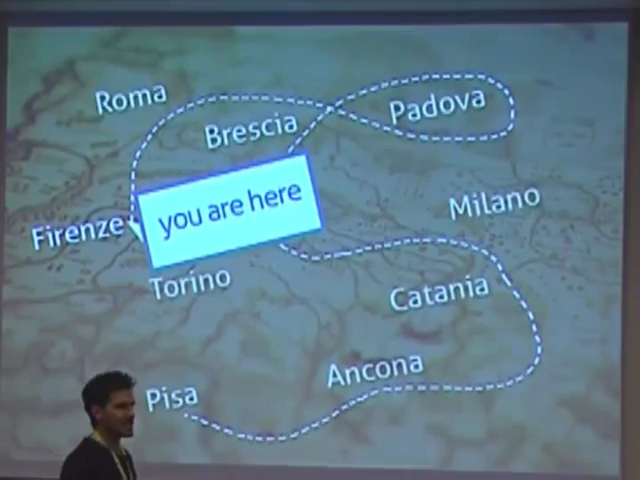 Roma
Padova
Brescia
you are here
Milano
Firenze
Torino
Catania
Ancona
Pisa